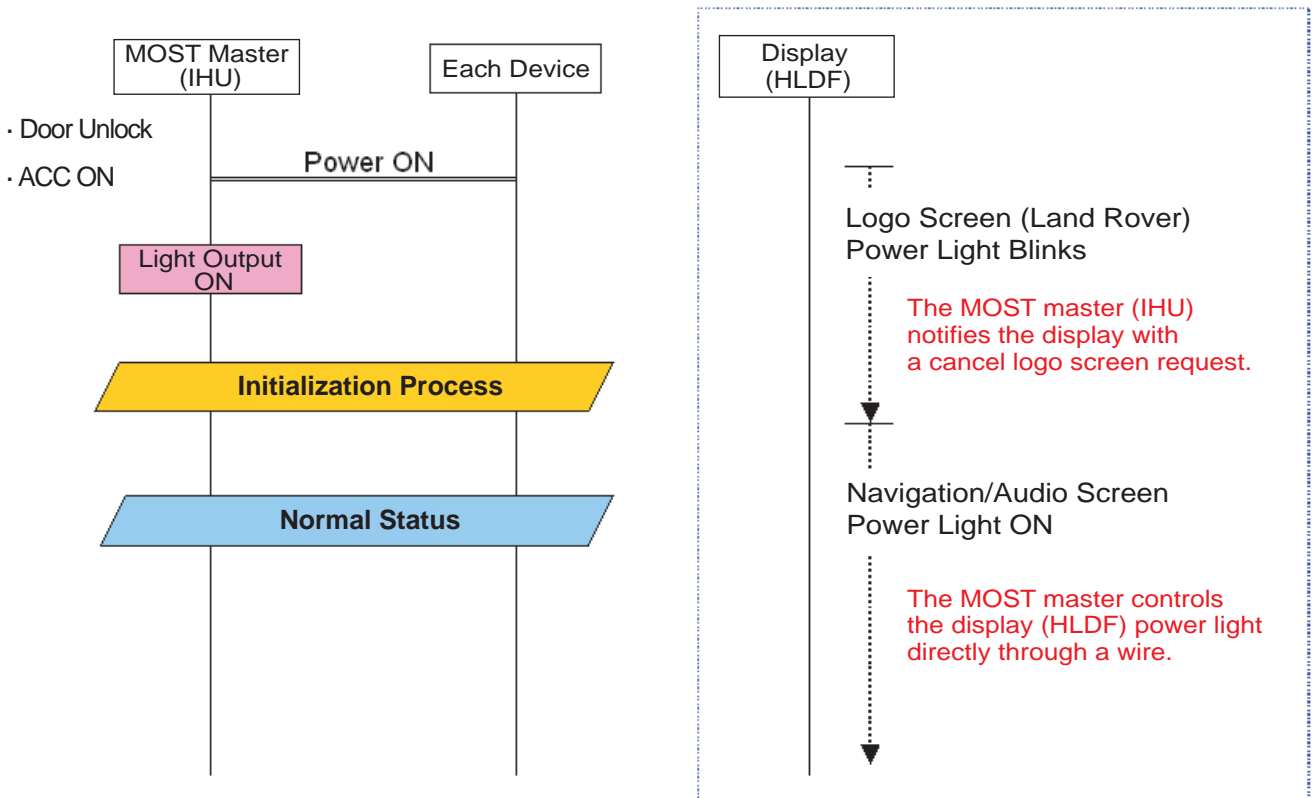 MOST Master
(IHU)
Each Device
· Door Unlock
· ACC ON
Power ON
Light Output
ON
Initialization Process
Normal Status
Display
(HLDF)
Logo Screen (Land Rover)
Power Light Blinks
The MOST master (IHU)
notifies the display with
a cancel logo screen request.
Navigation/Audio Screen
Power Light ON
The MOST master controls
the display (HLDF) power light
directly through a wire.